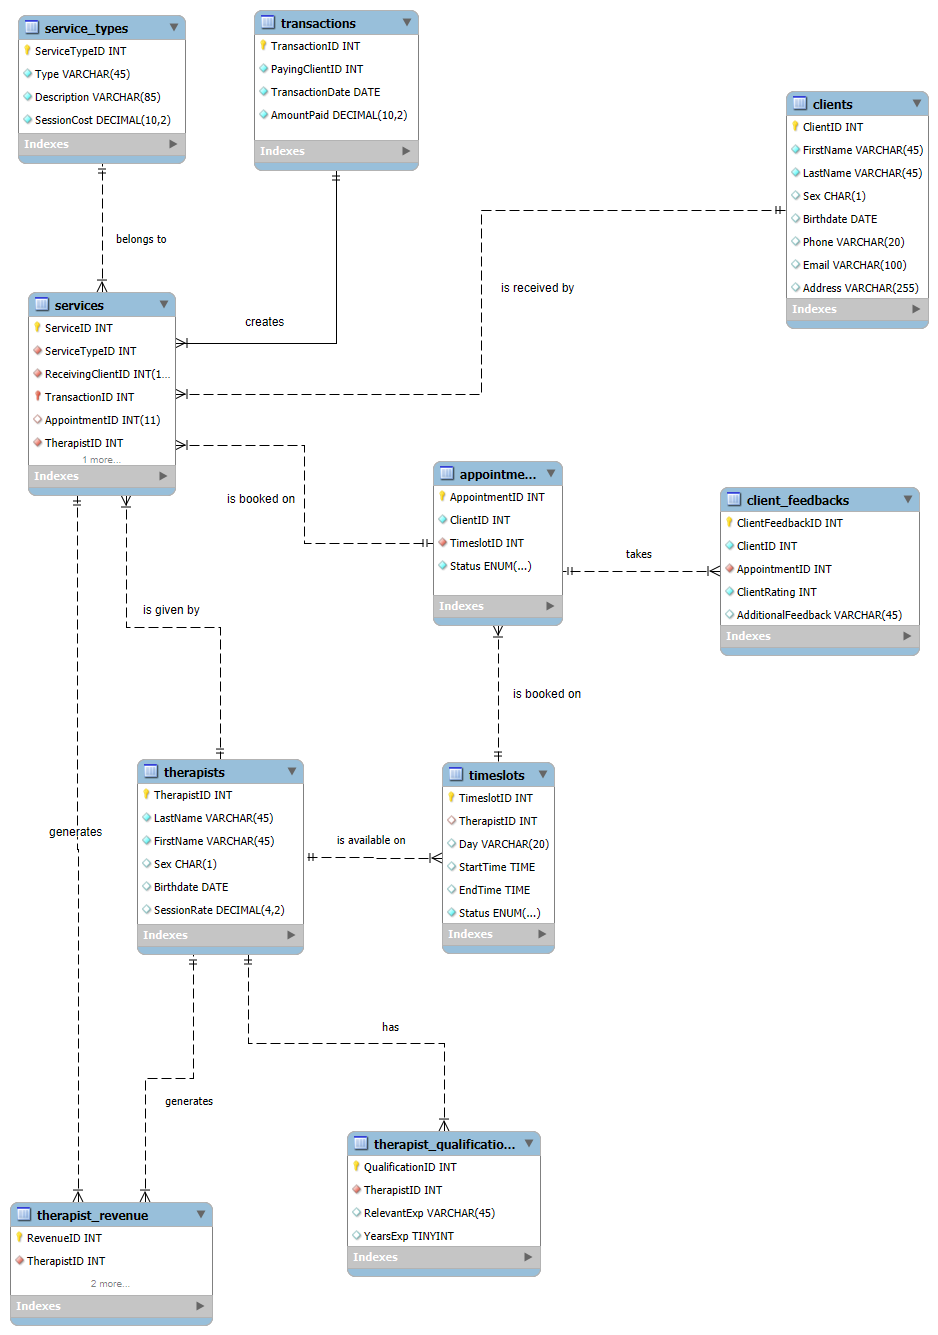 service_types
ServiceTypeID INT
Type VARCHAR(45)
Description VARCHAR(85)
SessionCost DECIMAL(10,2)
Indexes
transactions
TransactionID INT
PayingClientID INT
TransactionDate DATE
AmountPaid DECIMAL(10,2)
Indexes
clients
ClientID INT
FirstName VARCHAR(45)
LastName VARCHAR(45)
Sex CHAR(1)
Birthdate DATE
Phone VARCHAR(20)
Email VARCHAR(100)
Address VARCHAR(255)
Indexes
belongs to
creates
is received by
services
ServiceID INT
ServiceTypeID INT
ReceivingClientID INT(1...
TransactionID INT
AppointmentID INT(11)
TherapistID INT
1 more...
Indexes
is booked on
appointme...
AppointmentID INT
ClientID INT
TimeslotID INT
Status ENUM(...)
Indexes
takes
client_feedbacks
ClientFeedbackID INT
ClientID INT
AppointmentID INT
ClientRating INT
AdditionalFeedback VARCHAR(45)
Indexes
is given by
is booked on
therapists
TherapistID INT
LastName VARCHAR(45)
FirstName VARCHAR(45)
Sex CHAR(1)
Birthdate DATE
SessionRate DECIMAL(4,2)
Indexes
generates
is available on
timeslots
TimeslotID INT
TherapistID INT
Day VARCHAR(20)
StartTime TIME
EndTime TIME
Status ENUM(...)
Indexes
has
generates
therapist_qualificatio...
QualificationID INT
TherapistID INT
RelevantExp VARCHAR(45)
YearsExp TINYINT
Indexes
therapist_revenue
RevenueID INT
TherapistID INT
2 more...
Indexes